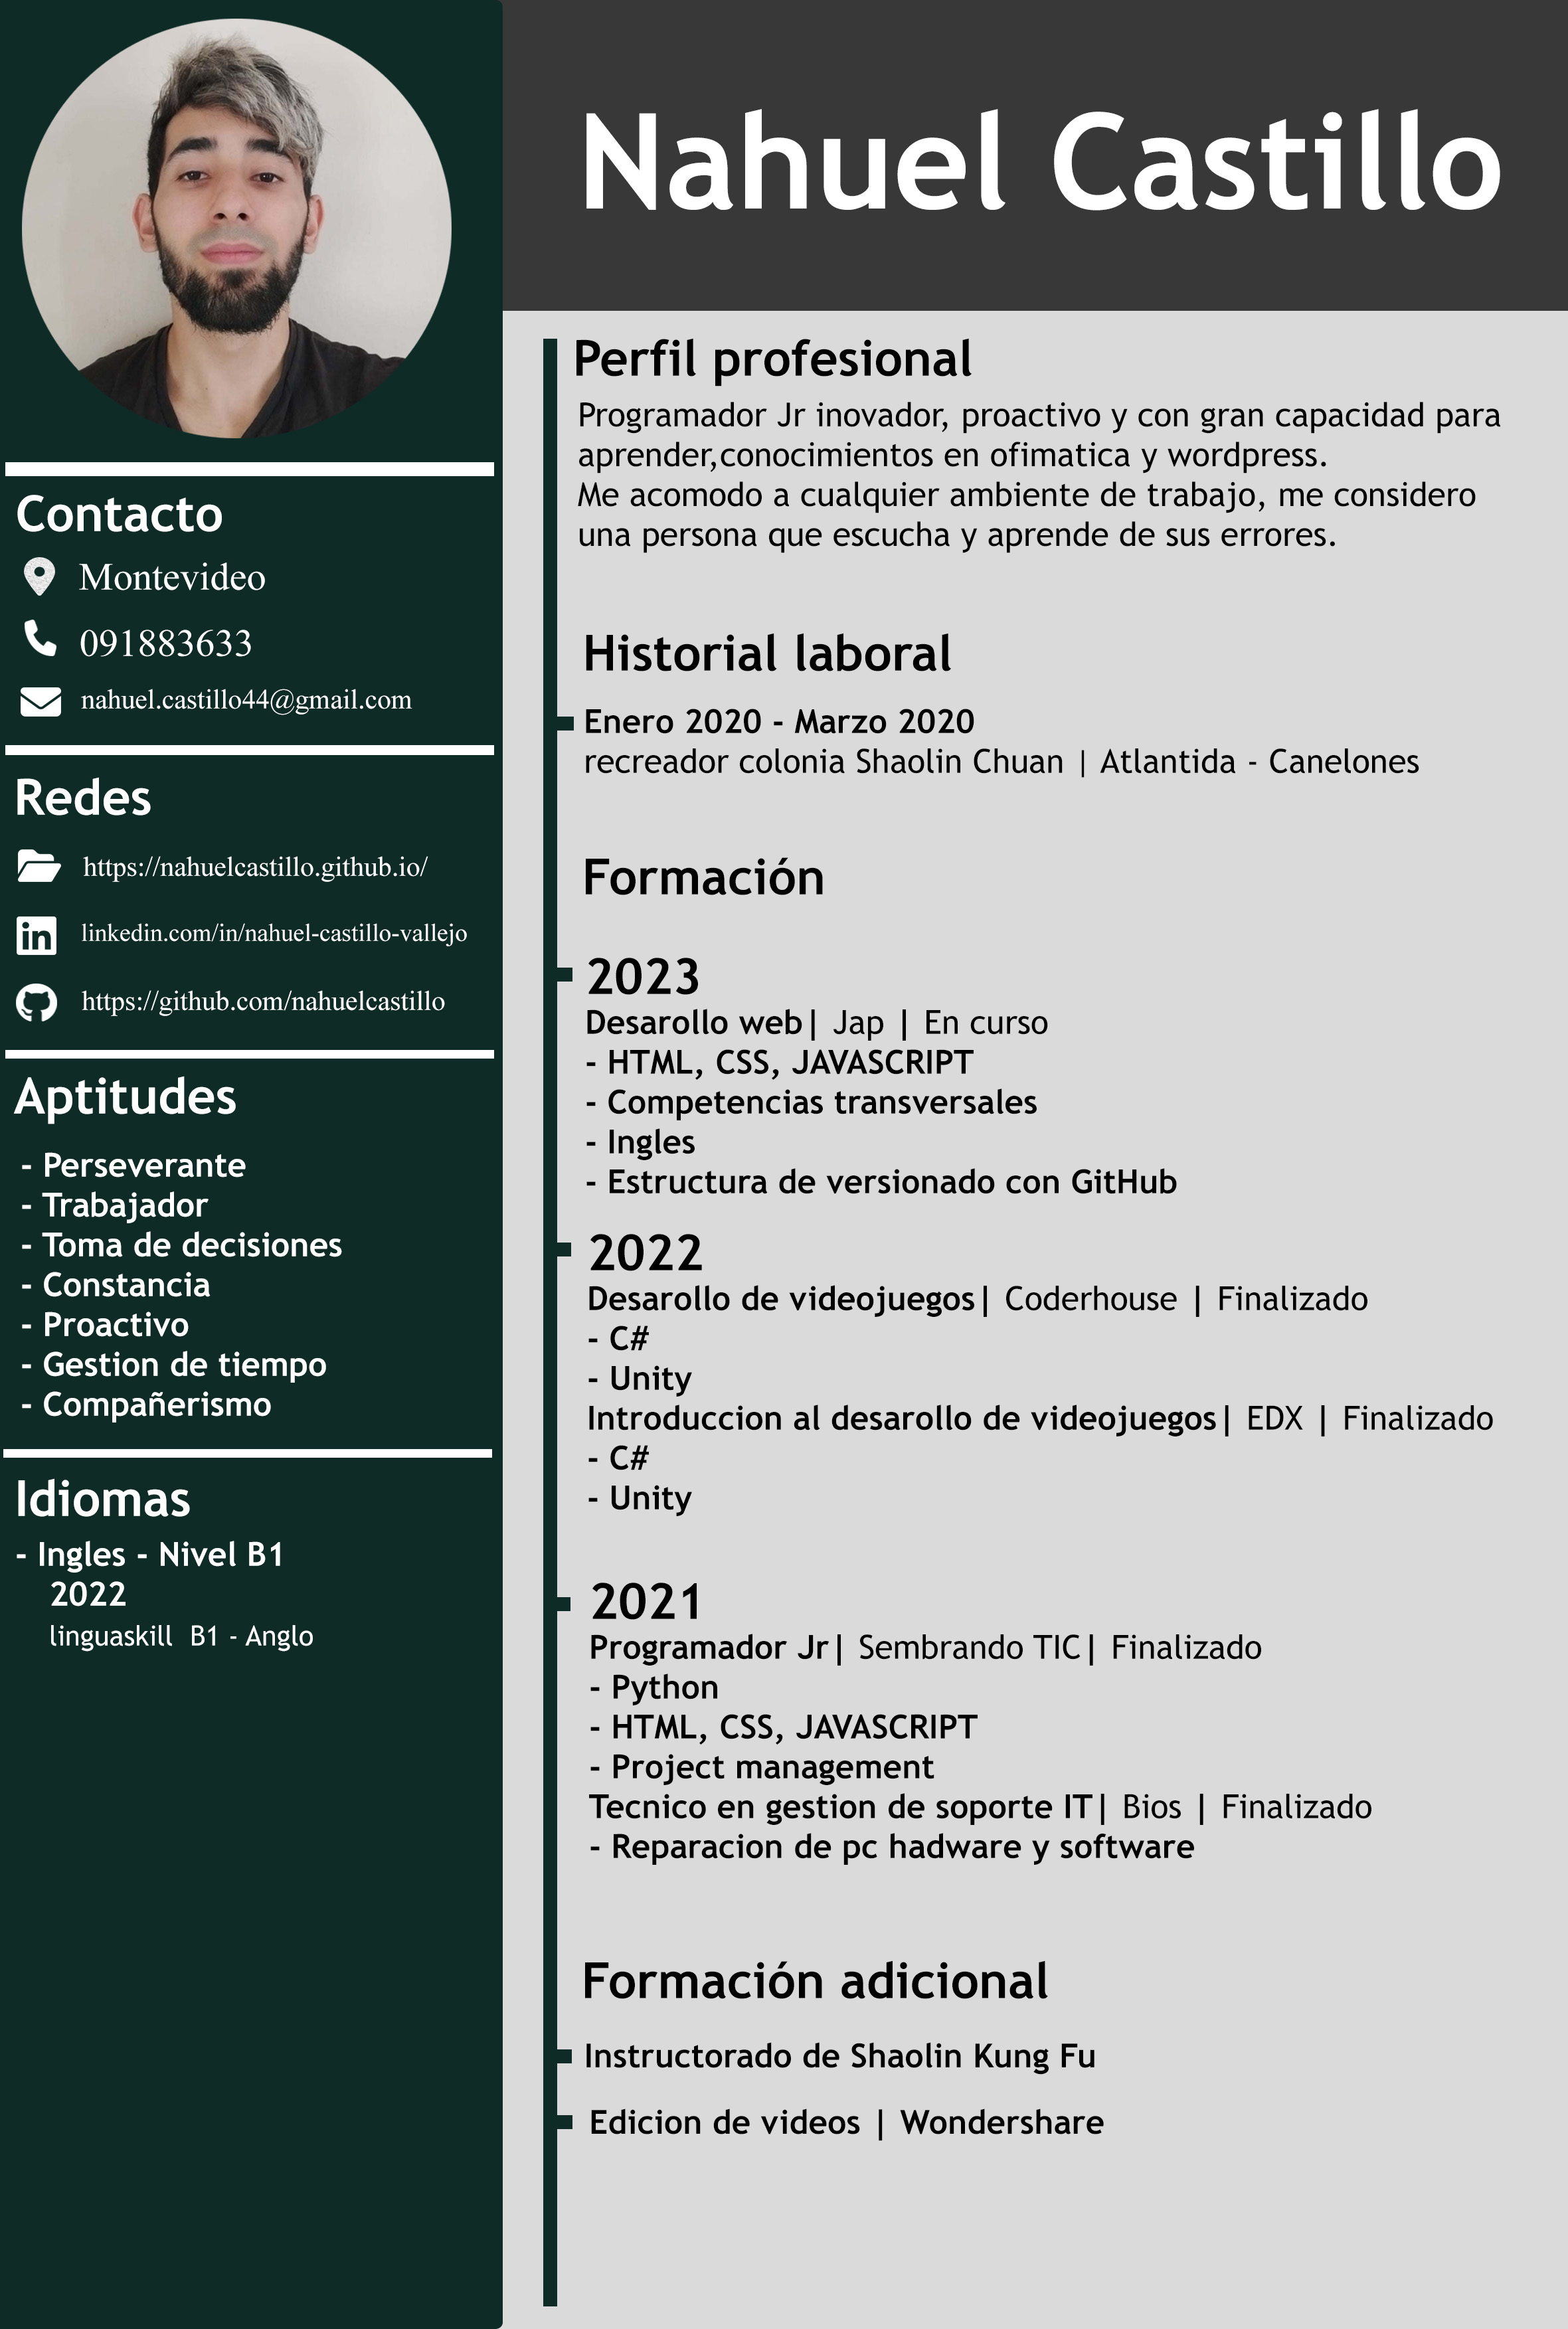 Nahuel Castillo
Contacto
Montevideo
091883633
nahuel.castillo44@gmail.com
Redes
https://nahuelcastillo.github.io/
linkedin.com/in/nahuel-castillo-vallejo
https://github.com/nahuelcastillo
Aptitudes
- Perseverante
- Trabajador
- Toma de decisiones
- Constancia
- Proactivo
- Gestion de tiempo
- Compañerismo
Idiomas
- Ingles - Nivel B1
2022
linguaskill B1 - Anglo
Perfil profesional
Programador Jr inovador, proactivo y con gran capacidad para
aprender,conocimientos en ofimatica y wordpress.
Me acomodo a cualquier ambiente de trabajo, me considero
una persona que escucha y aprende de sus errores.
Historial laboral
Enero 2020 - Marzo 2020
recreador colonia Shaolin Chuan | Atlantida - Canelones
Formación
2023
Desarollo web| Jap | En curso
- HTML, CSS, JAVASCRIPT
- Competencias transversales
- Ingles
- Estructura de versionado con GitHub
2022
Desarollo de videojuegos| Coderhouse | Finalizado
- C#
- Unity
Introduccion al desarollo de videojuegos| EDX | Finalizado
- C#
- Unity
2021
Programador Jr| Sembrando TIC| Finalizado
- Python
- HTML, CSS, JAVASCRIPT
- Project management
Tecnico en gestion de soporte IT| Bios | Finalizado
- Reparacion de pc hadware y software
Formación adicional
Instructorado de Shaolin Kung Fu
Edicion de videos | Wondershare